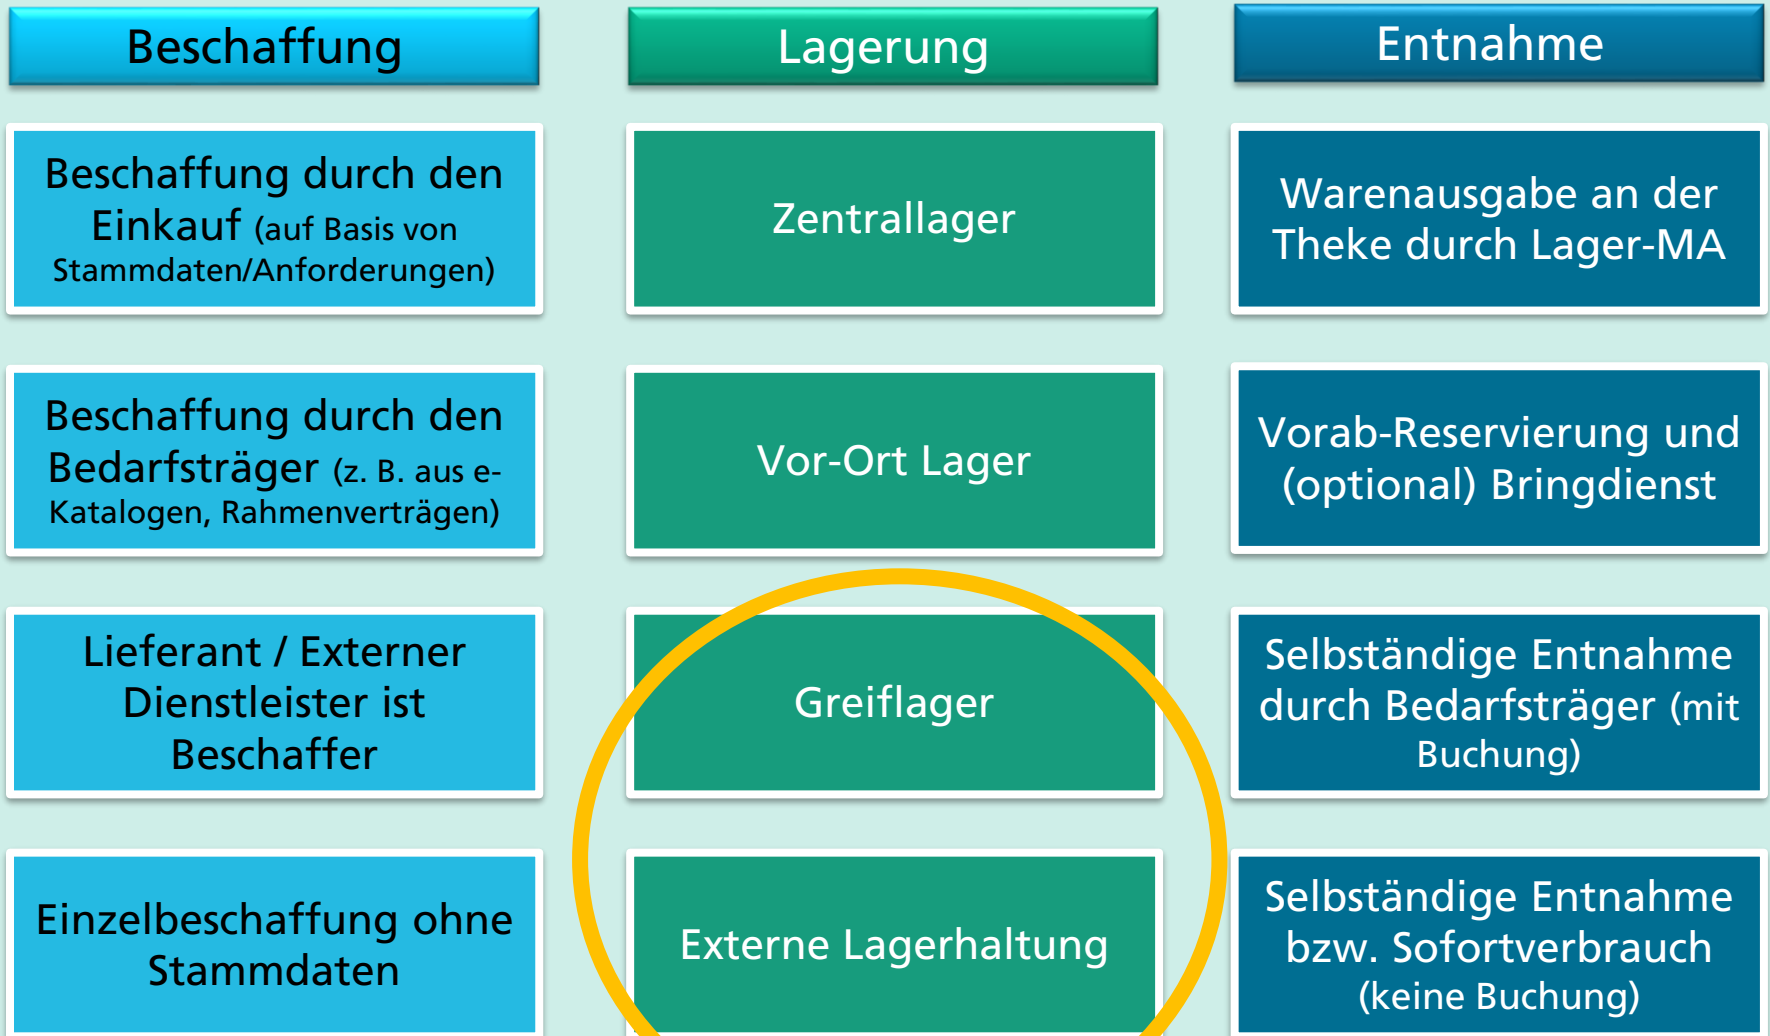 Beschaffung
Lagerung
Entnahme
Beschaffung durch den
Einkauf (auf Basis von
Stammdaten/Anforderungen)
Zentrallager
Warenausgabe an der
Theke durch Lager-MA
Beschaffung durch den
Bedarfsträger (z. B. aus e-
Katalogen, Rahmenverträgen)
Vor-Ort Lager
Vorab-Reservierung und
(optional) Bringdienst
Lieferant / Externer
Dienstleister ist
Beschaffer
Greiflager
Selbständige Entnahme
durch Bedarfsträger (mit
Buchung)
Einzelbeschaffung ohne
Stammdaten
Externe Lagerhaltung
Selbständige Entnahme
bzw. Sofortverbrauch
(keine Buchung)